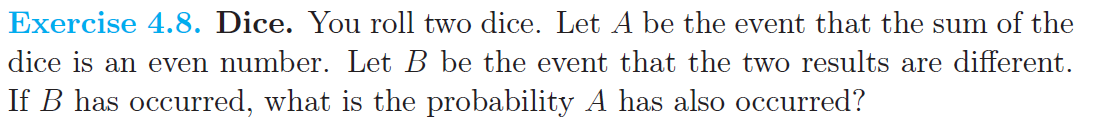 Exercise 4.8. Dice. You roll two dice. Let A be the event that the sum of the
dice is an even number. Let B be the event that the two results are different.
If B has occurred, what is the probability A has also occurred?